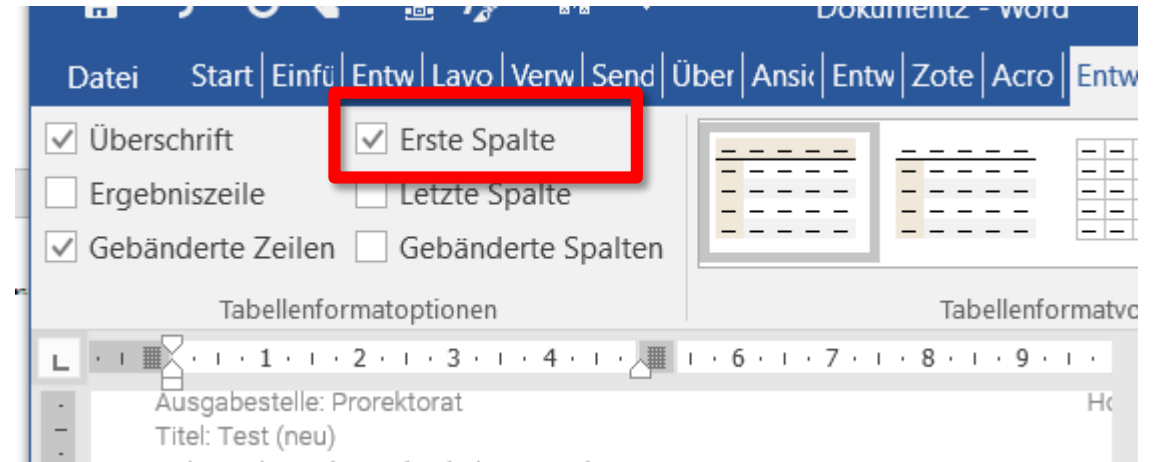 Dokument2 - Word
Datei Start Einfü Entw Layo Verw Send Über Ansi Entw Zote Acro Entw
Überschrift Erste Spalte
Ergebniszeile Letzte Spalte
Gebänderte Zeilen Gebänderte Spalten
Tabellenformatoptionen Tabellenformatvo
L 1 2 3 4 6 7 8 9
Ausgabestelle: Prorektorat Ho
Titel: Test (neu)